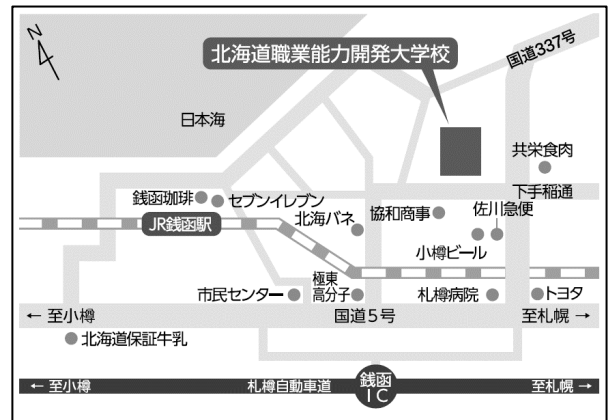 N
北海道職業能力開発大学校
国道337号
日本海
共栄食肉
銭函珈琲
セブンイレブン
下手稲通
JR銭函駅
北海バネ
協和商事
佐川急便
小樽ビール
市民センター
極東
高分子
札樽病院
トヨタ
← 至小樽
国道5号
至札幌 →
北海道保証牛乳
← 至小樽
札樽自動車道
銭函
IC
至札幌 →